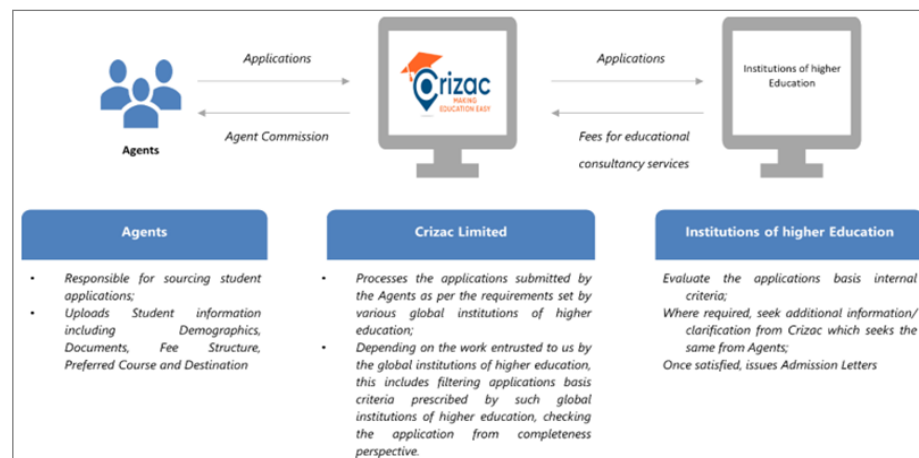 Applications
Applications
Crizac
MAKING
EDUCATION EASY
Institutions of higher
Education
Agents
Agent Commission
Fees for educational
consultancy services
Agents
• Responsible for sourcing student
applications;
• Uploads Student information
including Demographics,
Documents, Fee Structure,
Preferred Course and Destination
Crizac Limited
• Processes the applications submitted by
the Agents as per the requirements set by
various global institutions of higher
education;
• Depending on the work entrusted to us by
the global institutions of higher education,
this includes filtering applications basis
criteria prescribed by such global
institutions of higher education, checking
the application from completeness
perspective.
Institutions of higher Education
Evaluate the applications basis internal
criteria;
Where required, seek additional information/
clarification from Crizac which seeks the
same from Agents;
Once satisfied, issues Admission Letters